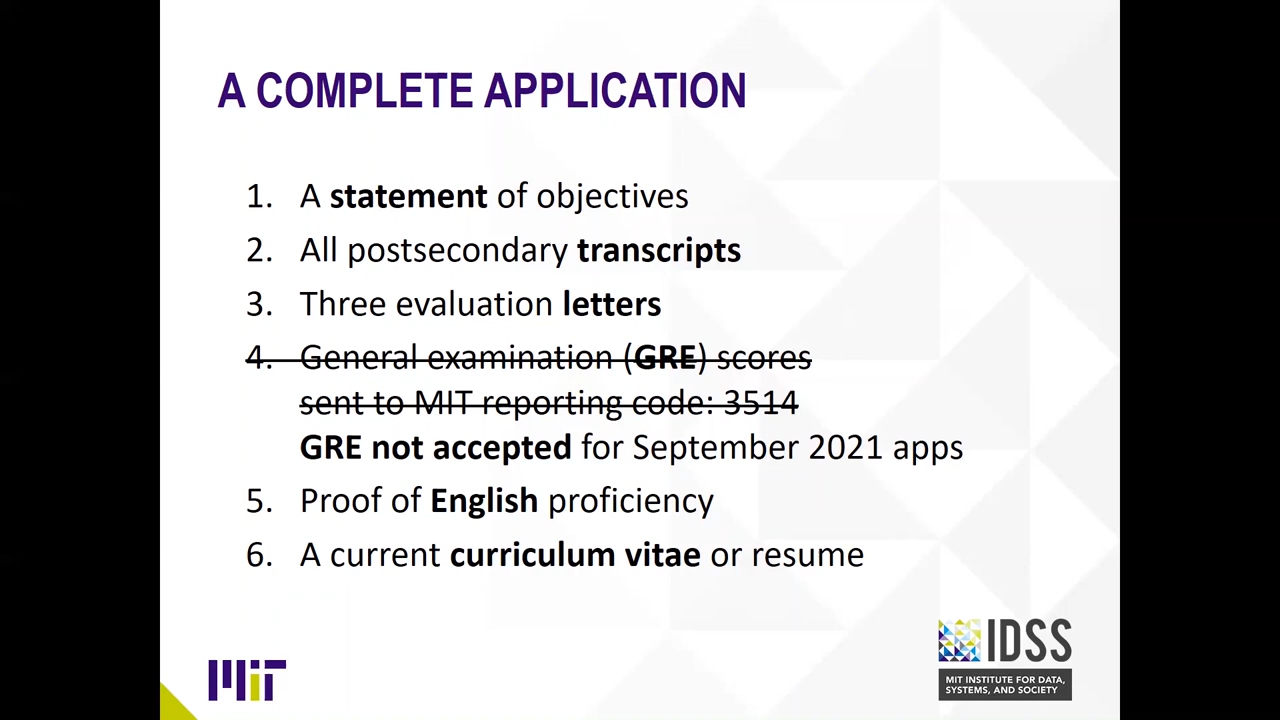 A COMPLETE APPLICATION
1. A statement of objectives
2. All postsecondary transcripts
3. Three evaluation letters
4. General examination (GRE) scores
sent to MIT reporting code: 3514
GRE not accepted for September 2021 apps
5. Proof of English proficiency
6. A current curriculum vitae or resume
MIT
IDSS
MIT INSTITUTE FOR DATA,
SYSTEMS, AND SOCIETY